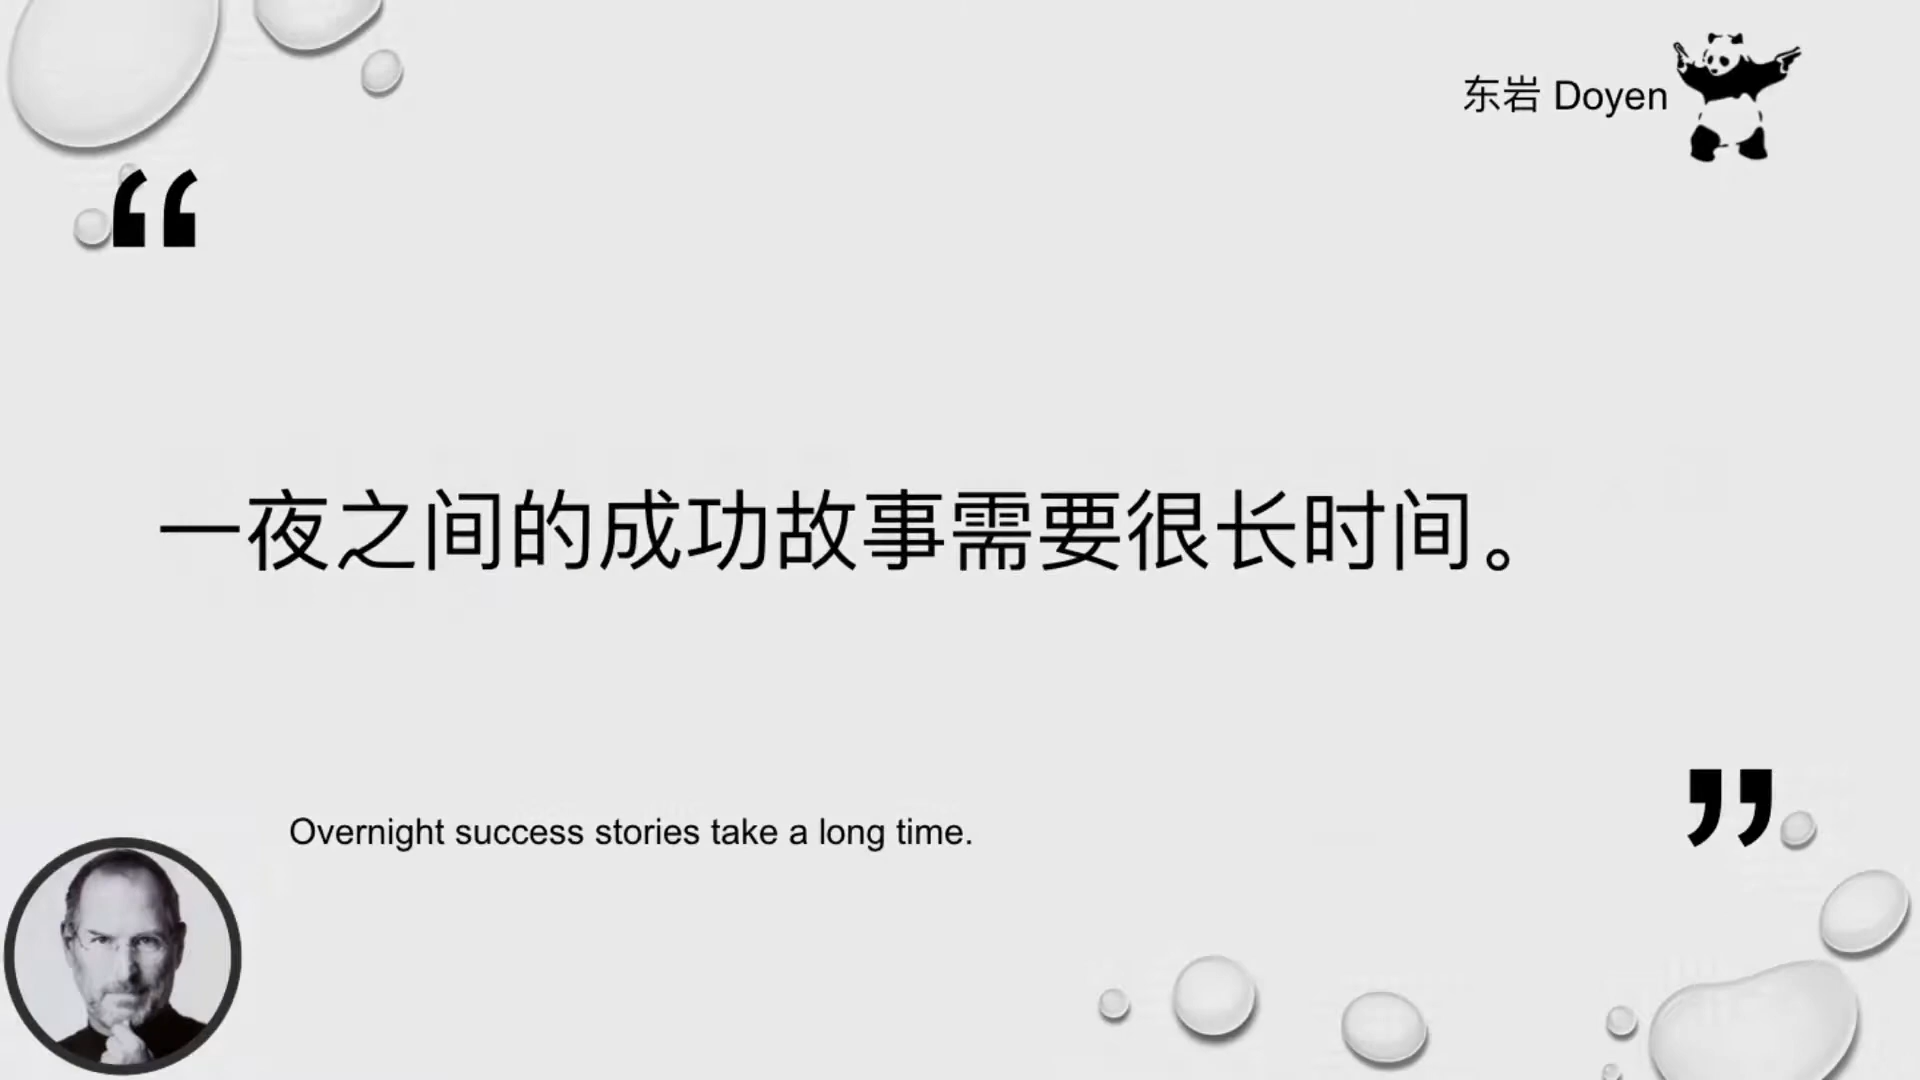 东岩 Doyen
“
一夜之间的成功故事需要很长时间。
”
Overnight success stories take a long time.